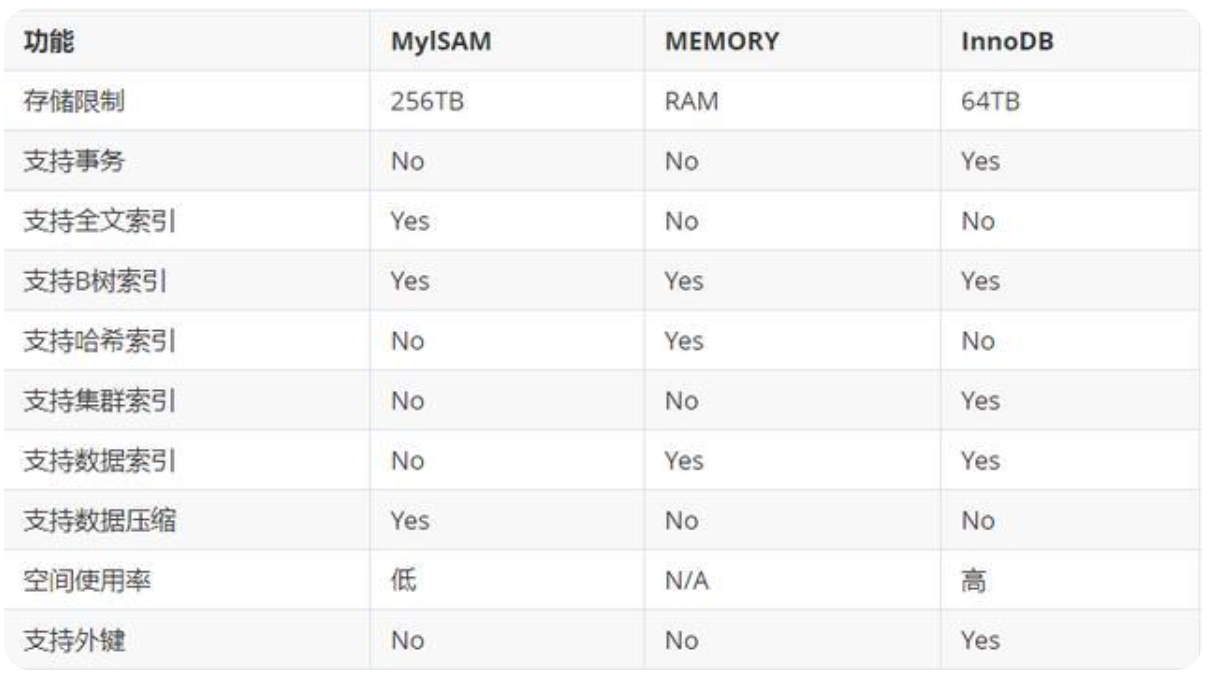 功能 MyISAM MEMORY InnoDB
存储限制 256TB RAM 64TB
支持事务 No No Yes
支持全文索引 Yes No No
支持B树索引 Yes Yes Yes
支持哈希索引 No Yes No
支持集群索引 No No Yes
支持数据索引 No Yes Yes
支持数据压缩 Yes No No
空间使用率 低 N/A 高
支持外键 No No Yes